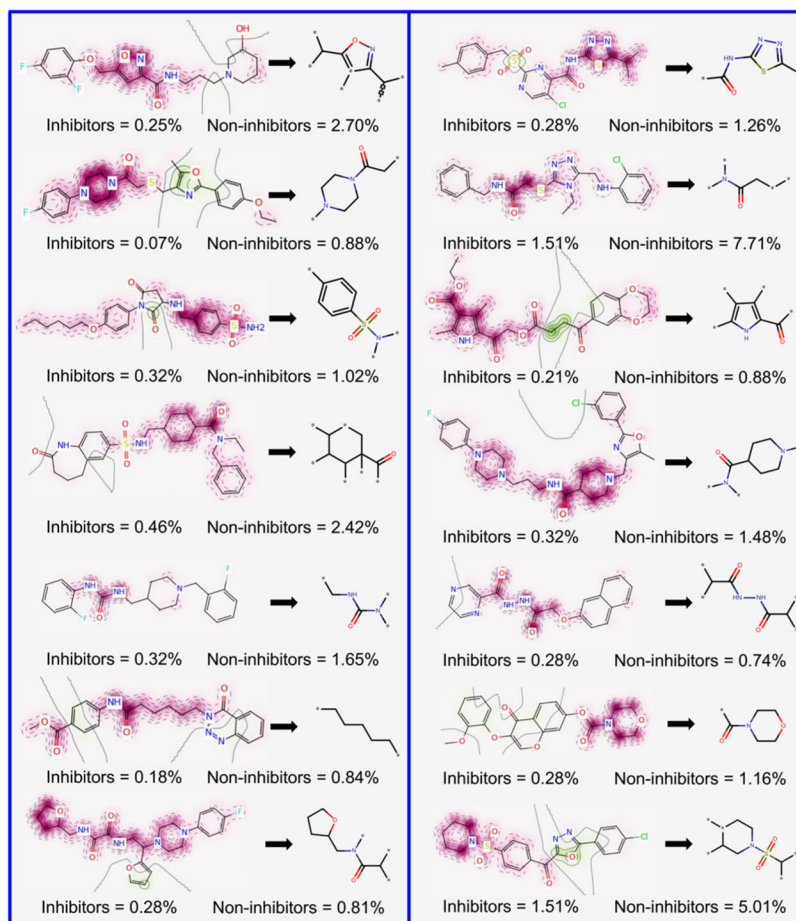 Inhibitors = 0.25% Non-inhibitors = 2.70%
Inhibitors = 0.07% Non-inhibitors = 0.88%
Inhibitors = 0.32% Non-inhibitors = 1.02%
Inhibitors = 0.46% Non-inhibitors = 2.42%
Inhibitors = 0.32% Non-inhibitors = 1.65%
Inhibitors = 0.18% Non-inhibitors = 0.84%
Inhibitors = 0.28% Non-inhibitors = 0.81%
Inhibitors = 0.28% Non-inhibitors = 1.26%
Inhibitors = 1.51% Non-inhibitors = 7.71%
Inhibitors = 0.21% Non-inhibitors = 0.88%
Inhibitors = 0.32% Non-inhibitors = 1.48%
Inhibitors = 0.28% Non-inhibitors = 0.74%
Inhibitors = 0.28% Non-inhibitors = 1.16%
Inhibitors = 1.51% Non-inhibitors = 5.01%